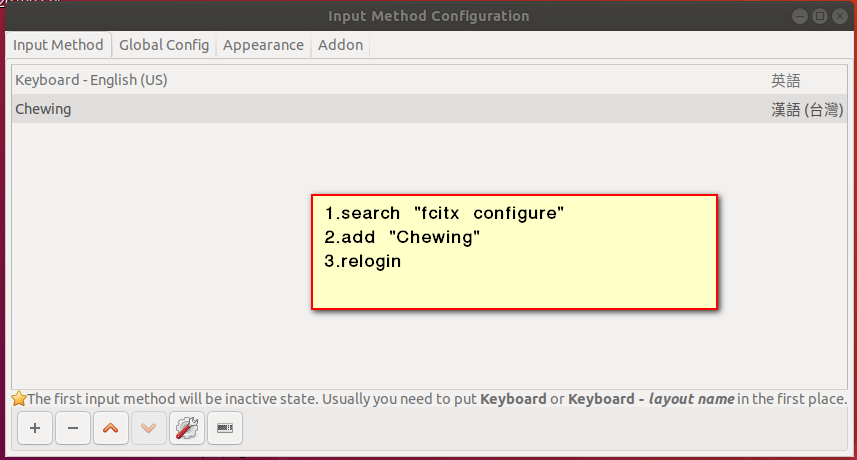 Input Method Configuration
Input Method Global Config Appearance Addon
Keyboard - English (US) 英語
Chewing 漢語 (台灣)
1.search "fcitx configure"
2.add "Chewing"
3.relogin
The first input method will be inactive state. Usually you need to put Keyboard or Keyboard - layout name in the first place.